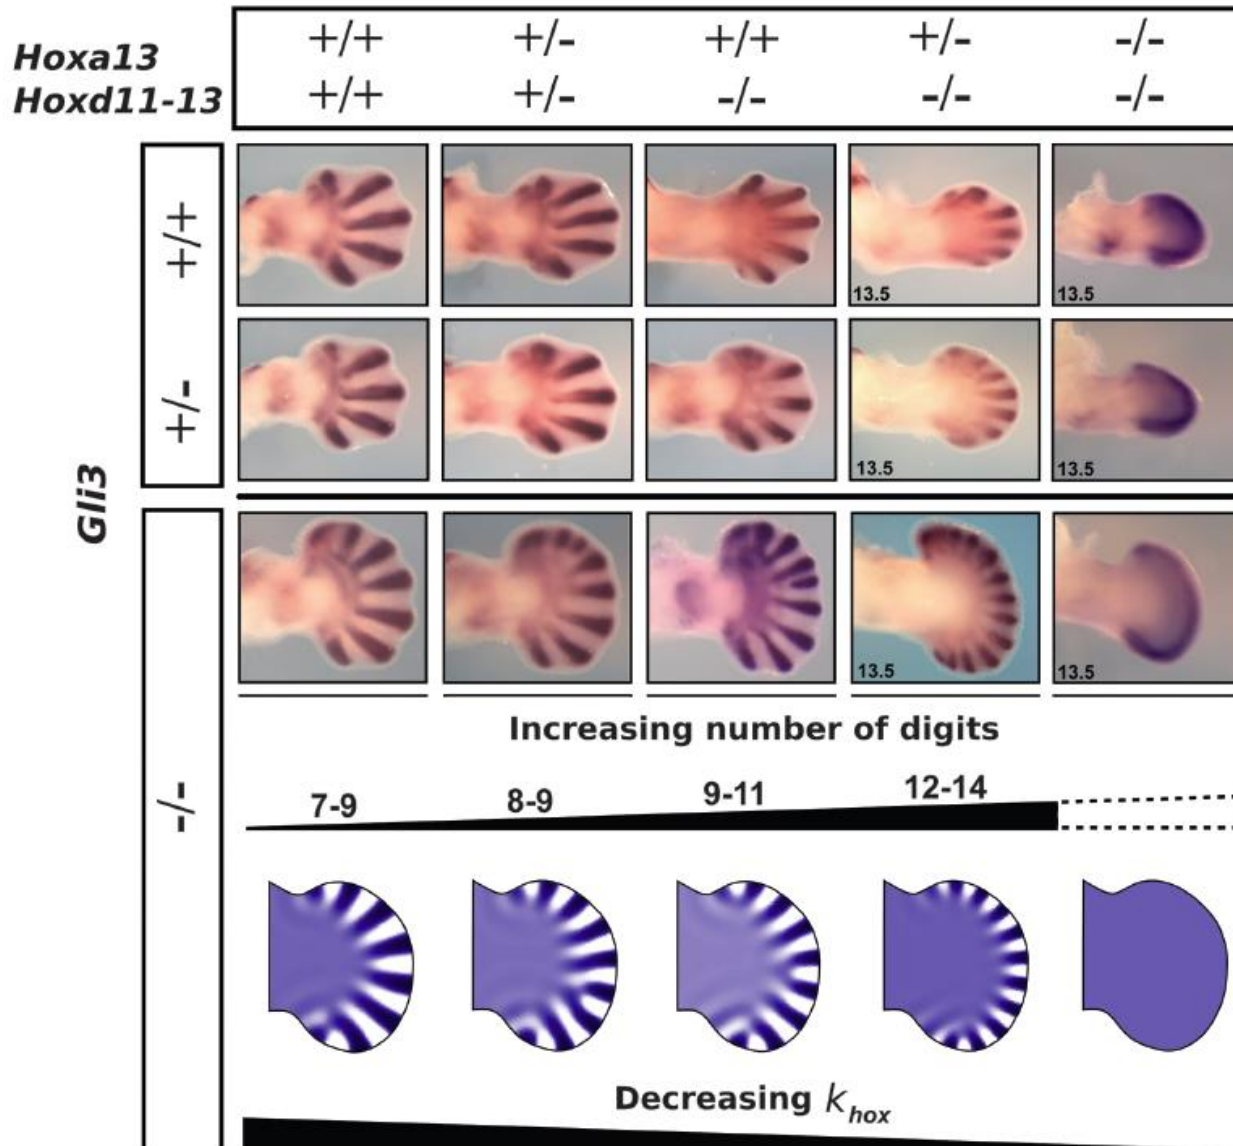 Hoxa13 +/+ +/- +/+ +/- -/-
Hoxd11-13 +/+ +/- -/- -/- -/-
Gli3
+/+
13.5 13.5
+/-
13.5 13.5
-/-
13.5 13.5
Increasing number of digits
7-9 8-9 9-11 12-14
Decreasing k hox